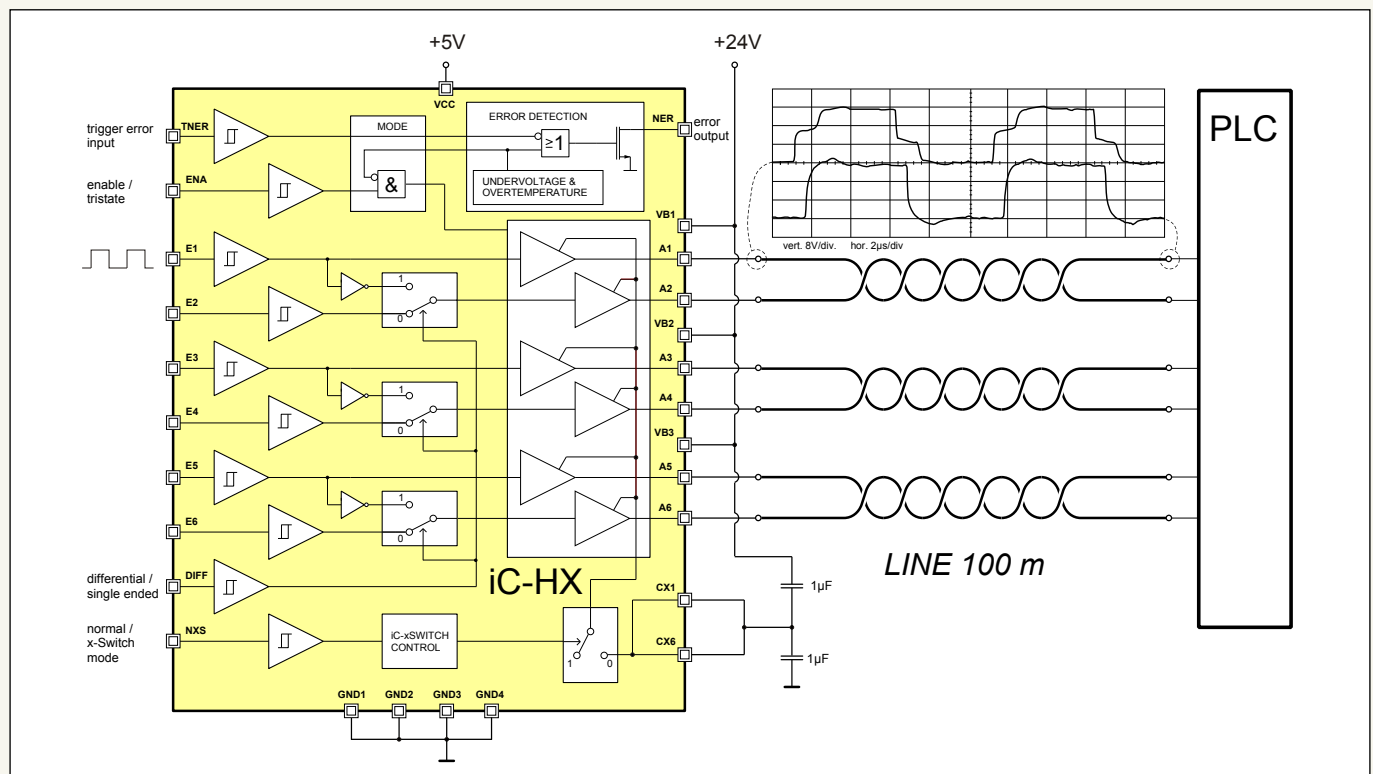 +5V
+24V
VCC
trigger error
input
TNER
MODE
ERROR DETECTION
≥1
NER
error
output
PLC
enable /
tristate
ENA
&
UNDERVOLTAGE &
OVERTEMPERATURE
VB1
vert. 8V/div. hor. 2µs/div
E1
A1
1
0
E2
A2
VB2
E3
A3
1
0
E4
A4
VB3
E5
A5
1
0
E6
A6
differential /
single ended
DIFF
iC-HX
LINE 100 m
CX1
1µF
normal /
x-Switch
mode
NXS
iC-xSWITCH
CONTROL
1
0
CX6
1µF
GND1
GND2
GND3
GND4